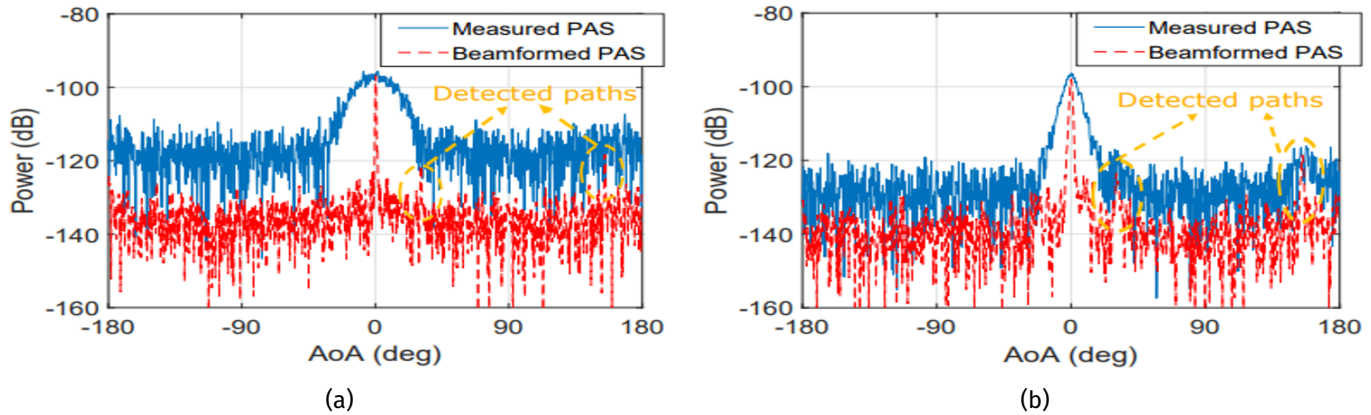 -80
-100
-120
-140
-160
Power (dB)
Measured PAS
Beamformed PAS
Detected paths
-180 -90 0 90 180
AoA (deg)
(a)
-80
-100
-120
-140
-160
Power (dB)
Measured PAS
Beamformed PAS
Detected paths
-180 -90 0 90 180
AoA (deg)
(b)